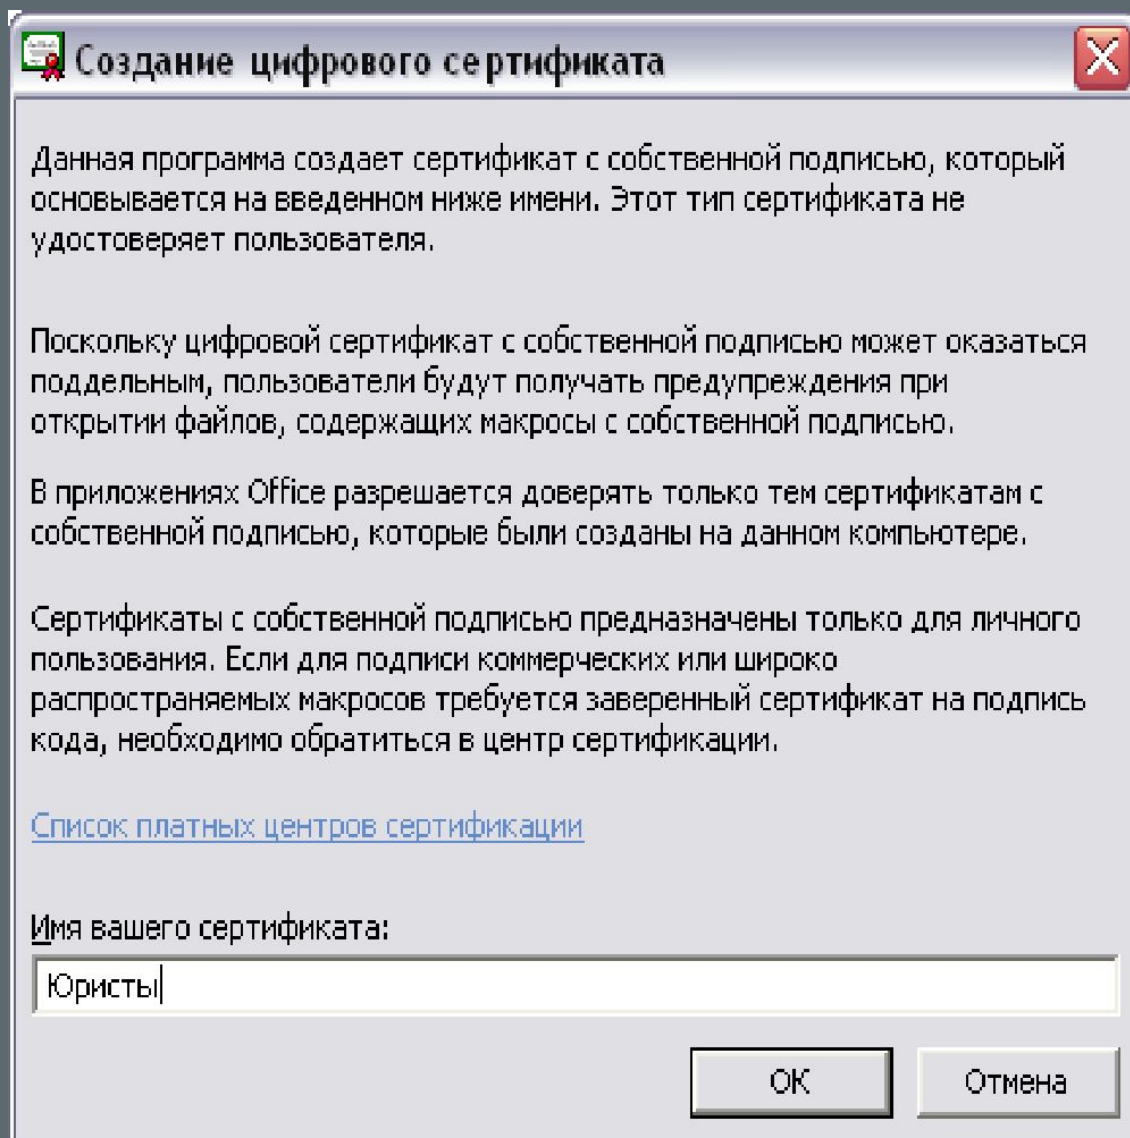 Создание цифрового сертификата
Данная программа создает сертификат с собственной подписью, который
основывается на введенном ниже имени. Этот тип сертификата не
удостоверяет пользователя.
Поскольку цифровой сертификат с собственной подписью может оказаться
поддельным, пользователи будут получать предупреждения при
открытии файлов, содержащих макросы с собственной подписью.
В приложениях Office разрешается доверять только тем сертификатам с
собственной подписью, которые были созданы на данном компьютере.
Сертификаты с собственной подписью предназначены только для личного
пользования. Если для подписи коммерческих или широко
распространяемых макросов требуется заверенный сертификат на подпись
кода, необходимо обратиться в центр сертификации.
Список платных центров сертификации
Имя вашего сертификата:
Юристы
ОК Отмена